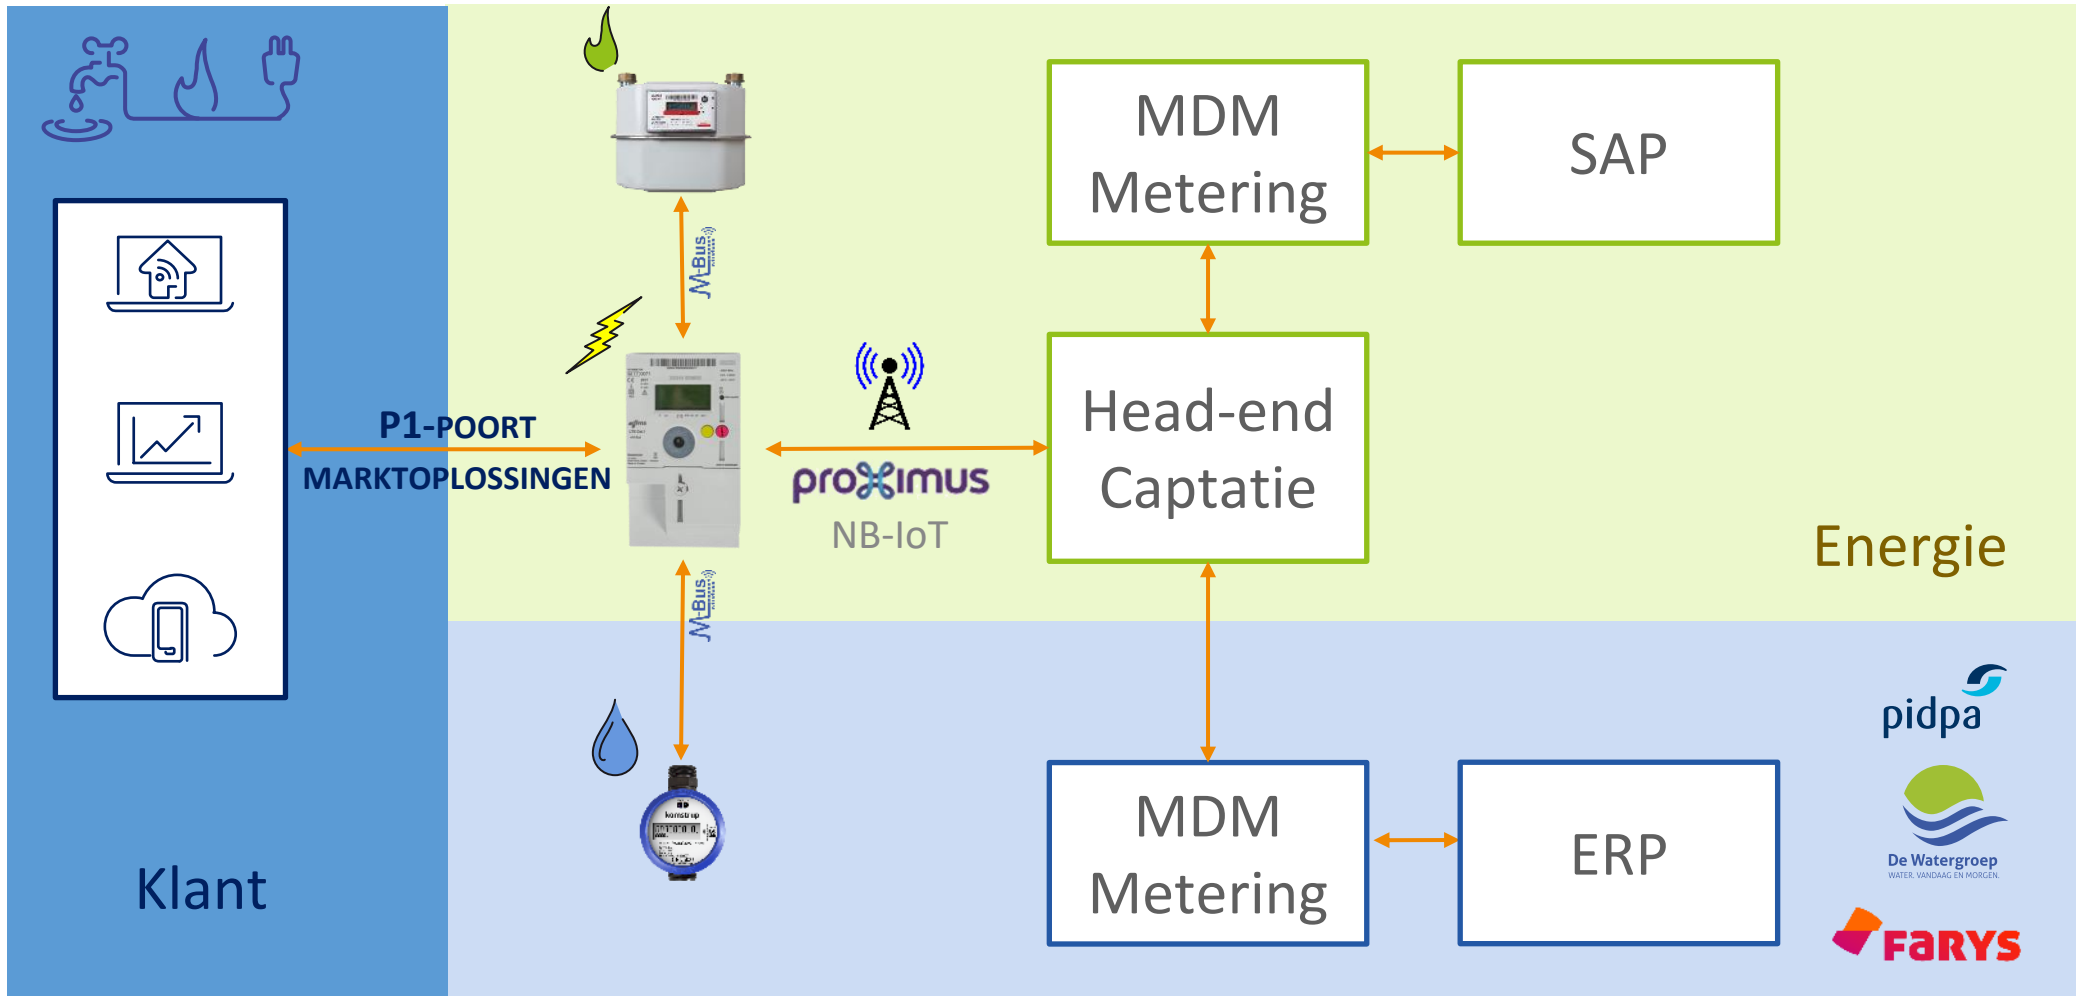 MDM
Metering
SAP
M-Bus
P1-POORT
MARKTOPLOSSINGEN
proximus
NB-IoT
Head-end
Captatie
Energie
M-Bus
kamstrup
MDM
Metering
ERP
pidpa
De Watergroep
WATER. VANDAAG EN MORGEN.
FARYS
Klant